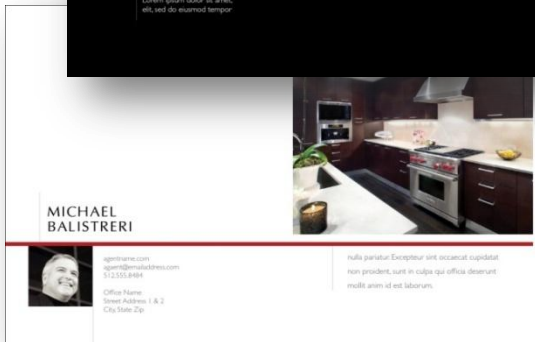 Lorem ipsum dolor sit amet,
elit, sed do eiusmod tempor
MICHAEL
BALISTRERI
agentname.com
agaent@emailaddress.com
512.555.8484
Office Name
Street Address 1 & 2
City State Zip
nulla pariatur. Excepteur sint occaecat cupidatat
non proident, sunt in culpa qui officia deserunt
mollit anim id est laborum.